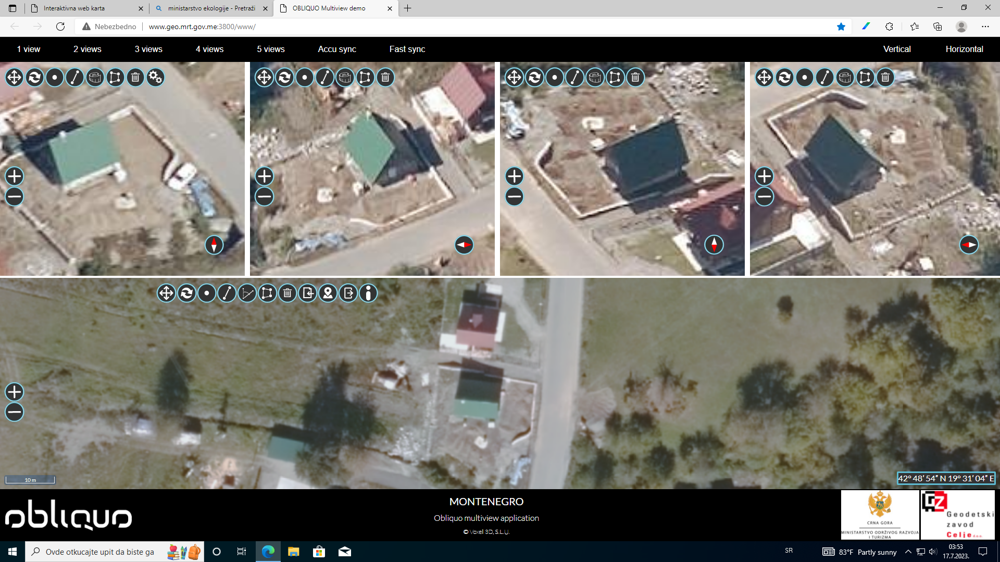 Interaktivna web karta
ministarstvo ekologije - Pretraži
OBLIQUO Multiview demo
Nebezbedno
www.geo.mrt.gov.me:3800/www/
1 view
2 views
3 views
4 views
5 views
Accu sync
Fast sync
Vertical
Horizontal
10 m
42° 48' 54" N 19° 31' 04" E
obliquo
MONTENEGRO
Obliquo multiview application
© Voxel 3D, S.L.U.
CRNA GORA
MINISTARSTVO ODRŽIVOG RAZVOJA
I TURIZMA
GZ
Geodetski
zavod
Celje d.o.o.
Ovde otkucajte upit da biste ga
SR
83°F Partly sunny
03:53
17.7.2023.